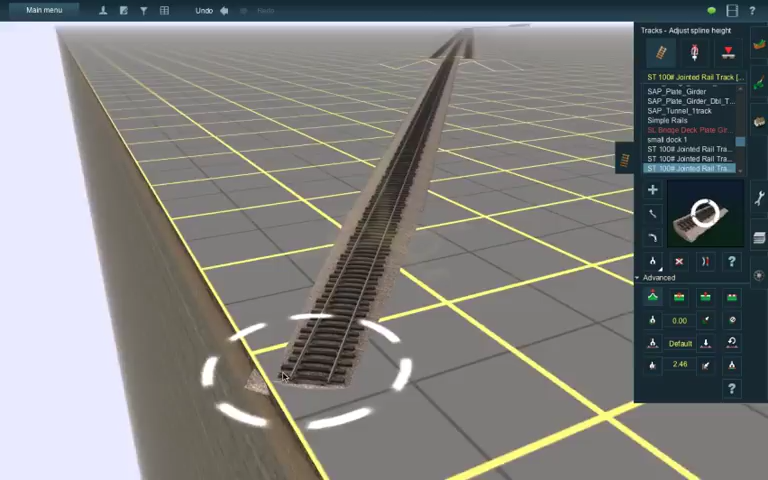 Main menu
Undo
Redo
?
Tracks - Adjust spline height
ST 100# Jointed Rail Track [...
SAP_Plate_Girder
SAP_Plate_Girder_Dbl_T...
SAP_Tunnel_1track
Simple Rails
SL Bridge Deck Plate Gir...
small dock 1
ST 100# Jointed Rail Tra...
ST 100# Jointed Rail Tra...
ST 100# Jointed Rail Tra...
?
Advanced
0.00
Default
2.46
?